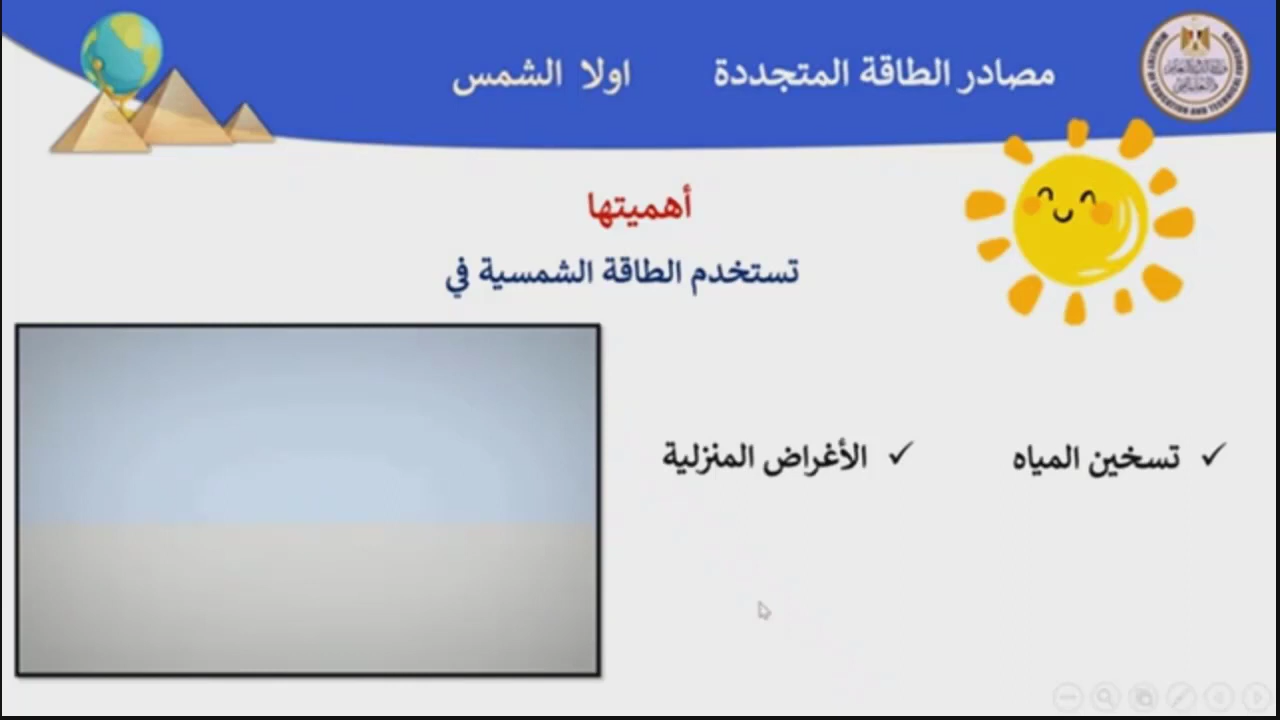 مصادر الطاقة المتجددة اولا الشمس
أهميتها
تستخدم الطاقة الشمسية في
✓ تسخين المياه ✓ الأغراض المنزلية